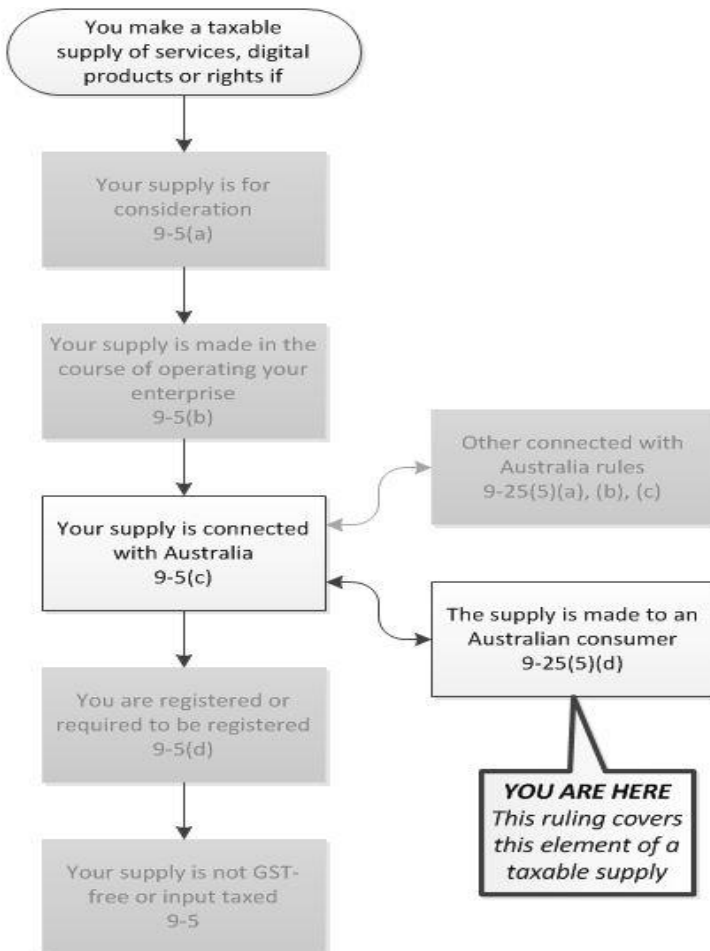 You make a taxable
supply of services, digital
products or rights if
Your supply is for
consideration
9-5(a)
Your supply is made in the
course of operating your
enterprise
9-5(b)
Other connected with
Australia rules
9-25(5)(a), (b), (c)
Your supply is connected
with Australia
9-5(c)
The supply is made to an
Australian consumer
9-25(5)(d)
You are registered or
required to be registered
9-5(d)
YOU ARE HERE
This ruling covers
this element of a
taxable supply
Your supply is not GST-
free or input taxed
9-5